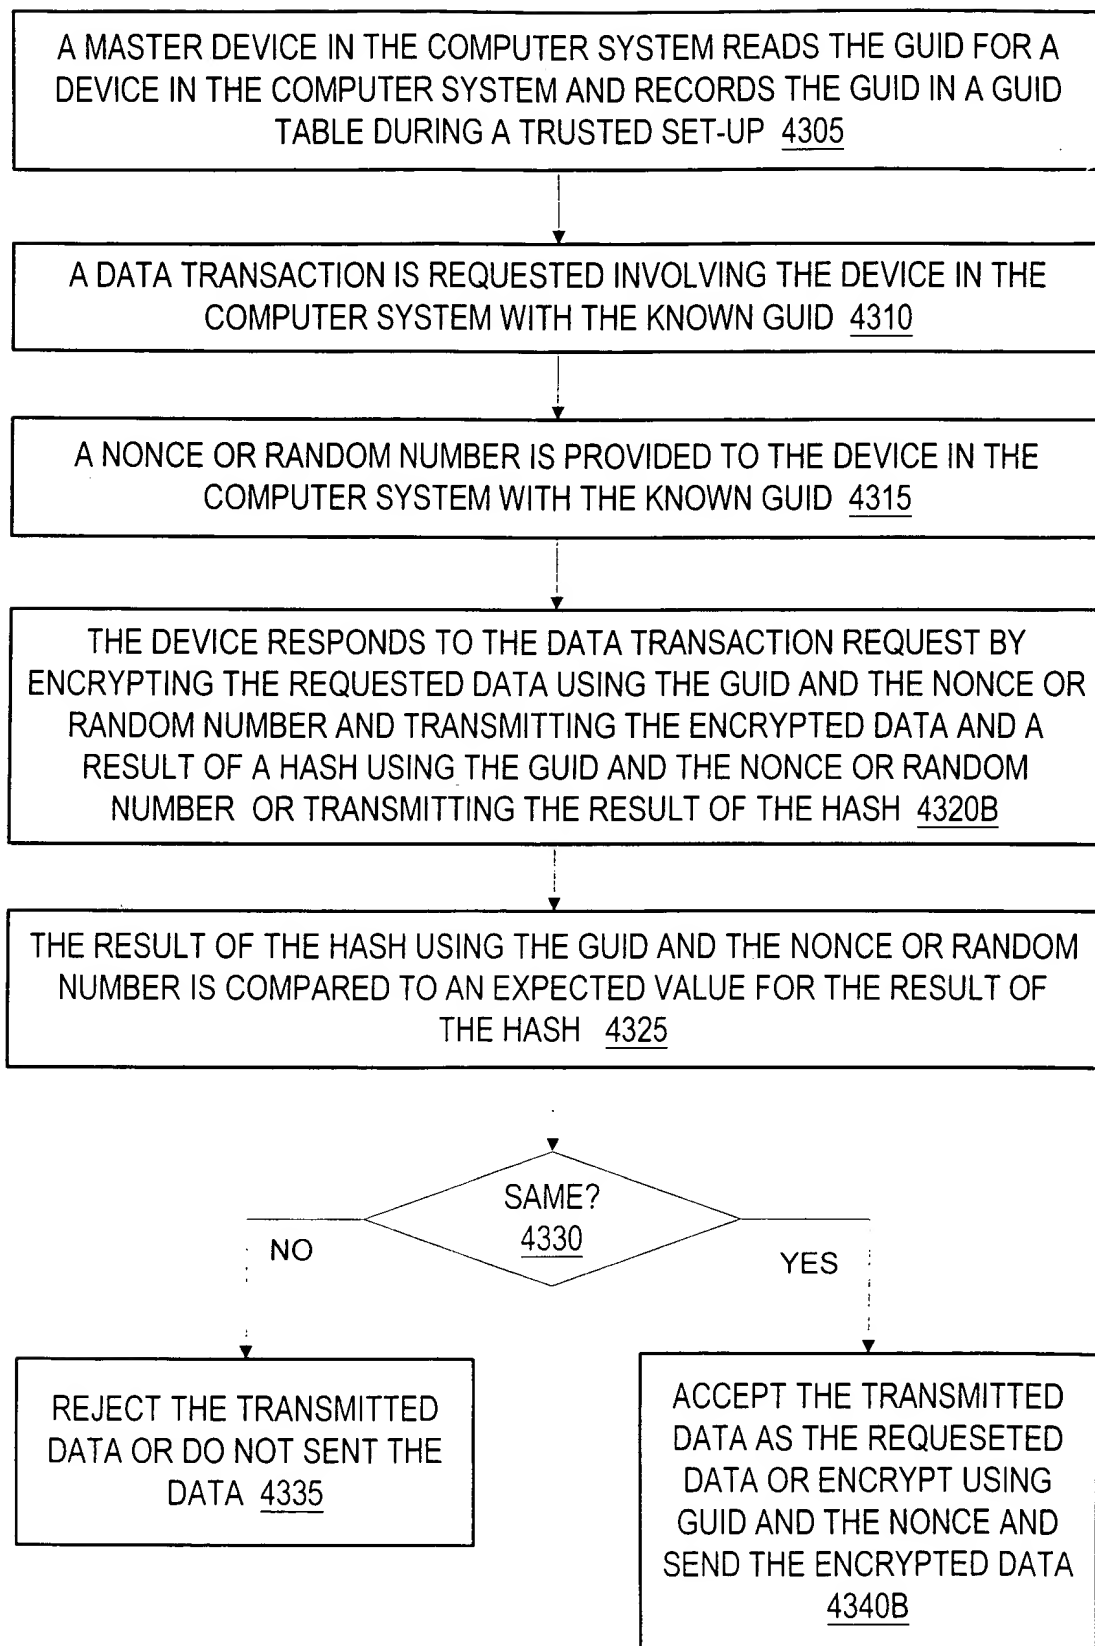 A MASTER DEVICE IN THE COMPUTER SYSTEM READS THE GUID FOR A
DEVICE IN THE COMPUTER SYSTEM AND RECORDS THE GUID IN A GUID
TABLE DURING A TRUSTED SET-UP 4305
A DATA TRANSACTION IS REQUESTED INVOLVING THE DEVICE IN THE
COMPUTER SYSTEM WITH THE KNOWN GUID 4310
A NONCE OR RANDOM NUMBER IS PROVIDED TO THE DEVICE IN THE
COMPUTER SYSTEM WITH THE KNOWN GUID 4315
THE DEVICE RESPONDS TO THE DATA TRANSACTION REQUEST BY
ENCRYPTING THE REQUESTED DATA USING THE GUID AND THE NONCE OR
RANDOM NUMBER AND TRANSMITTING THE ENCRYPTED DATA AND A
RESULT OF A HASH USING THE GUID AND THE NONCE OR RANDOM
NUMBER OR TRANSMITTING THE RESULT OF THE HASH 4320B
THE RESULT OF THE HASH USING THE GUID AND THE NONCE OR RANDOM
NUMBER IS COMPARED TO AN EXPECTED VALUE FOR THE RESULT OF
THE HASH 4325
SAME?
4330
NO
YES
REJECT THE TRANSMITTED
DATA OR DO NOT SENT THE
DATA 4335
ACCEPT THE TRANSMITTED
DATA AS THE REQUESETED
DATA OR ENCRYPT USING
GUID AND THE NONCE AND
SEND THE ENCRYPTED DATA
4340B